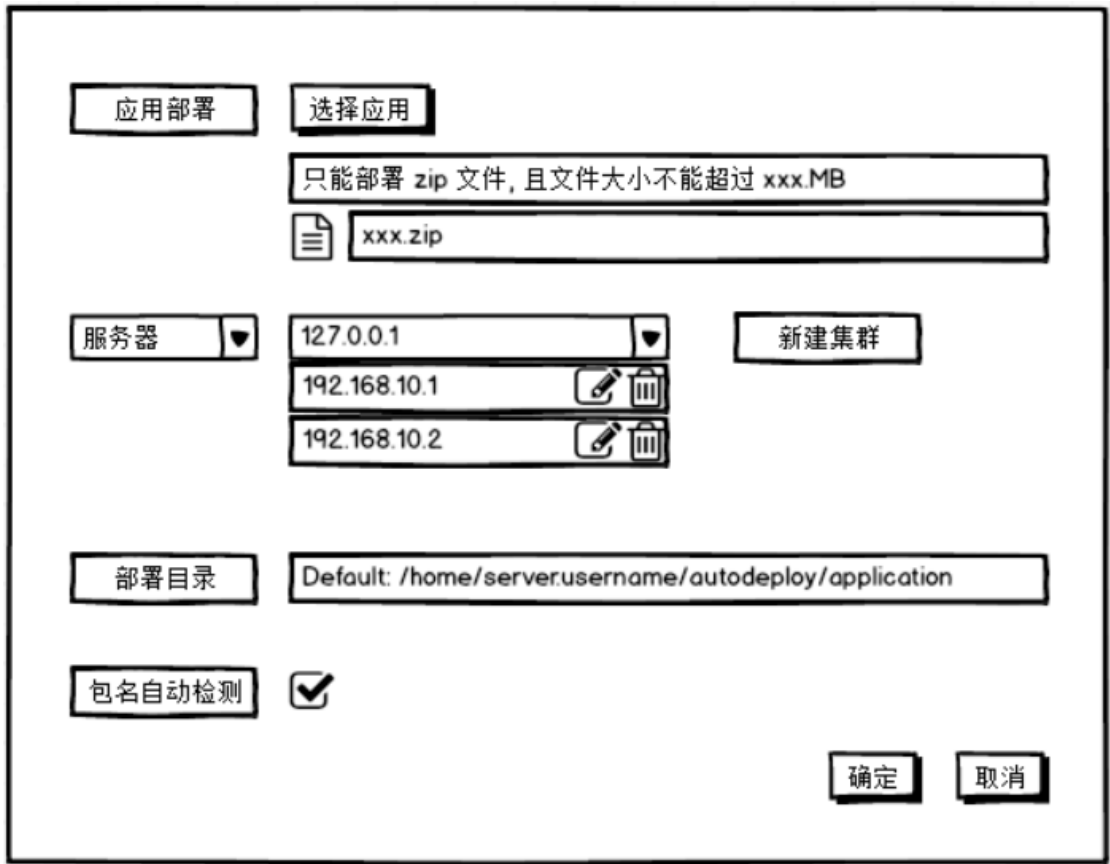 应用部署 选择应用
只能部署 zip 文件, 且文件大小不能超过 xxx.MB
xxx.zip
服务器 127.0.0.1 新建集群
192.168.10.1
192.168.10.2
部署目录 Default: /home/server.username/autodeploy/application
包名自动检测
确定 取消